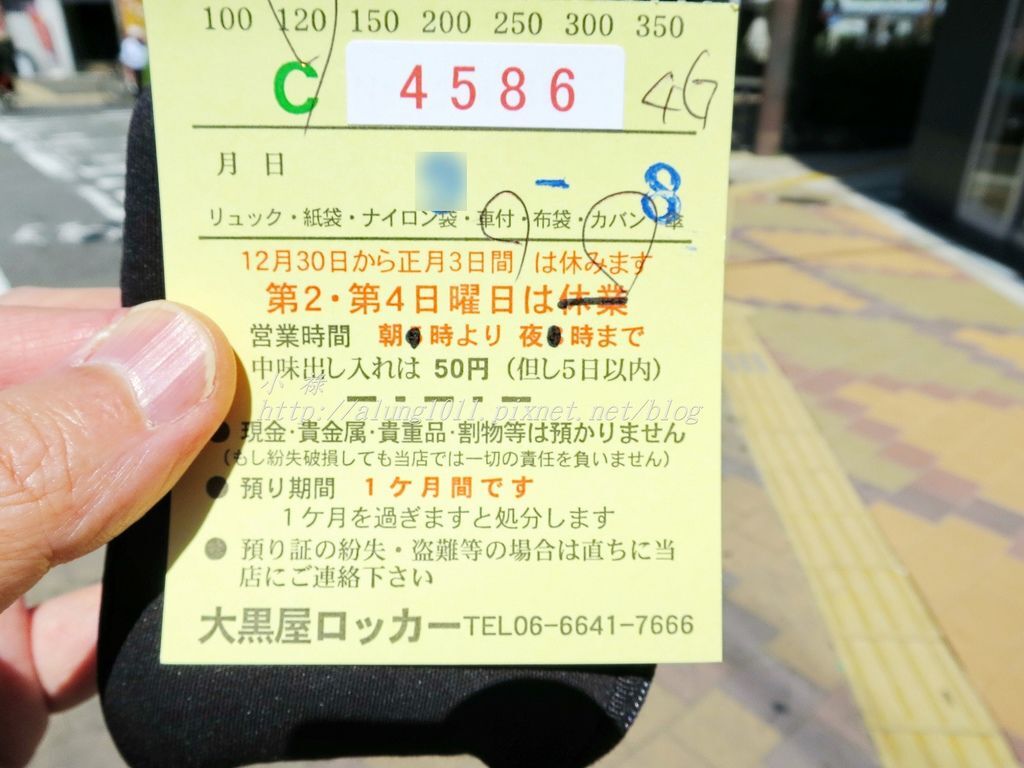 100 120 150 200 250 300 350
C 4586 4G
月 日 - 8
リュック・紙袋・ナイロン袋・車付・布袋・カバン・傘
12月30日から正月3日間 は休みます
第2・第4日曜日は休業
営業時間 朝 時より 夜 時まで
中味出し入れは 50円 (但し5日以内)
小 祿
http://alung1011.pixnet.net/blog
● 現金・貴金属・貴重品・割物等は預かりません
(もし紛失破損しても当店では一切の責任を負いません)
● 預り期間 1ケ月間です
1ケ月を過ぎますと処分します
● 預り証の紛失・盗難等の場合は直ちに当
店にご連絡下さい
大黒屋ロッカーTEL06-6641-7666